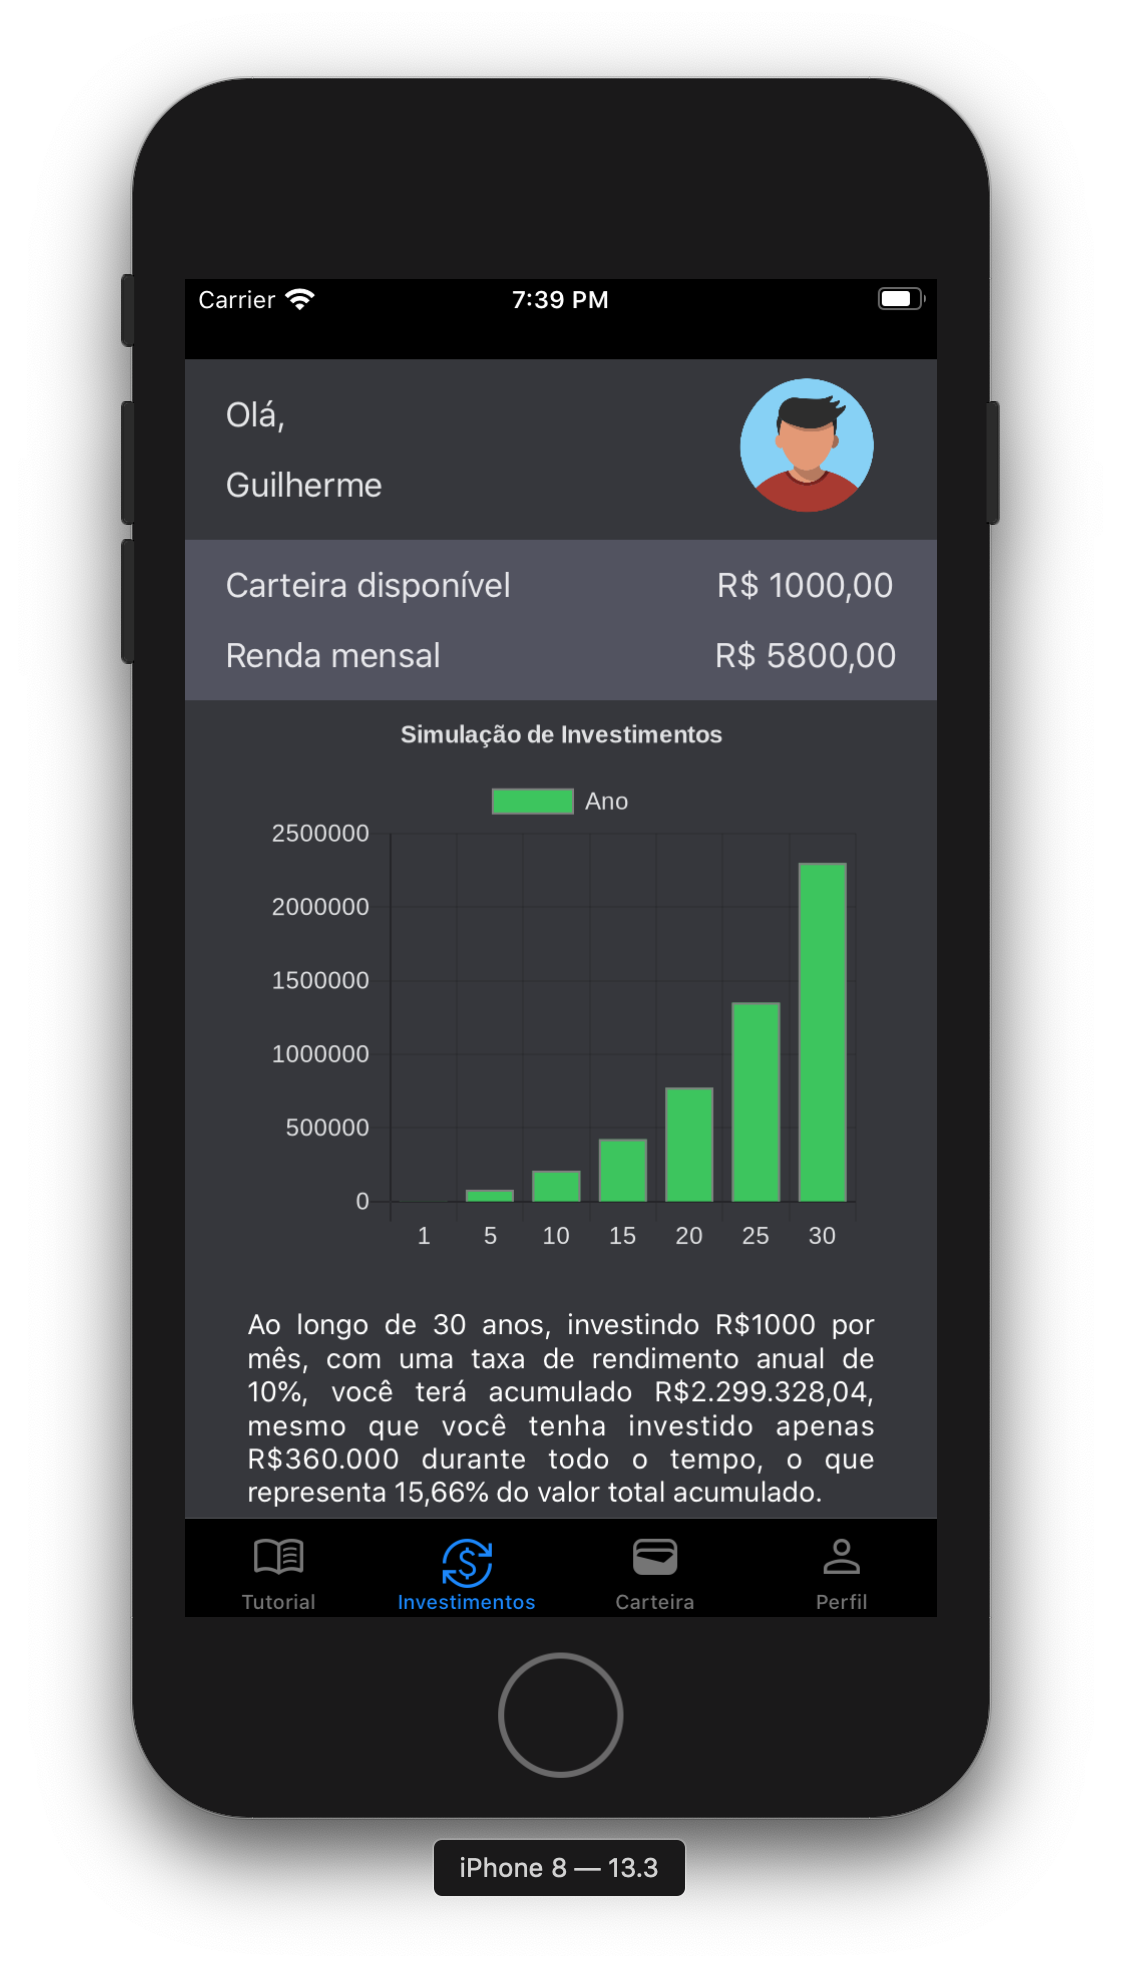 Carrier 7:39 PM
Olá,
Guilherme
Carteira disponível R$ 1000,00
Renda mensal R$ 5800,00
Simulação de Investimentos
Ano
2500000
2000000
1500000
1000000
500000
0
1 5 10 15 20 25 30
Ao longo de 30 anos, investindo R$1000 por
mês, com uma taxa de rendimento anual de
10%, você terá acumulado R$2.299.328,04,
mesmo que você tenha investido apenas
R$360.000 durante todo o tempo, o que
representa 15,66% do valor total acumulado.
Tutorial Investimentos Carteira Perfil
iPhone 8 — 13.3